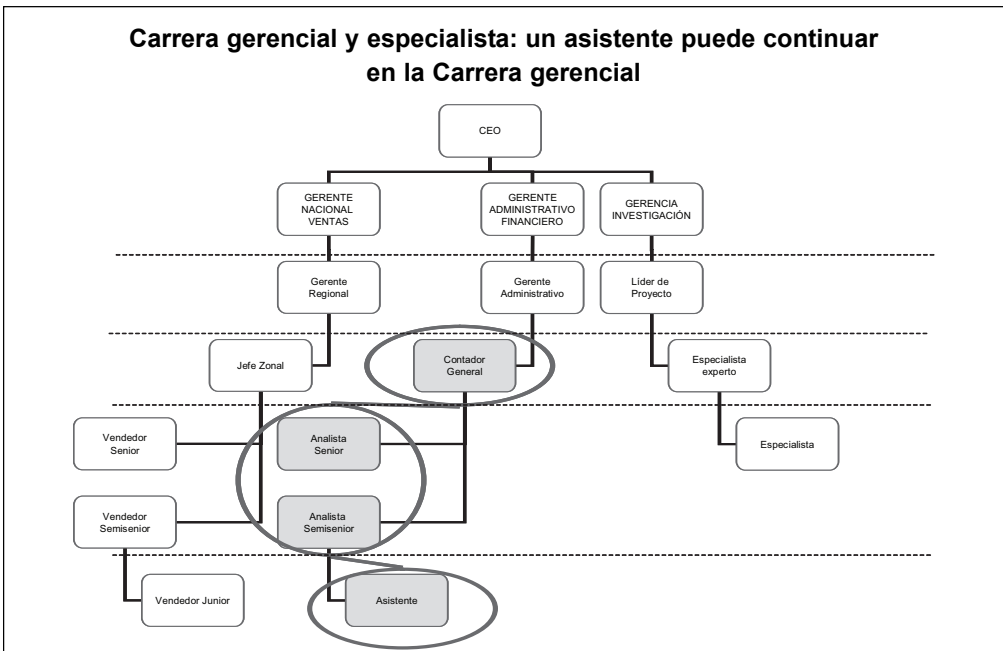 Carrera gerencial y especialista: un asistente puede continuar
en la Carrera gerencial
CEO
GERENTE
NACIONAL
VENTAS
GERENTE
ADMINISTRATIVO
FINANCIERO
GERENCIA
INVESTIGACIÓN
Gerente
Regional
Gerente
Administrativo
Líder de
Proyecto
Jefe Zonal
Contador
General
Especialista
experto
Vendedor
Senior
Analista
Senior
Especialista
Vendedor
Semisenior
Analista
Semisenior
Vendedor Junior
Asistente